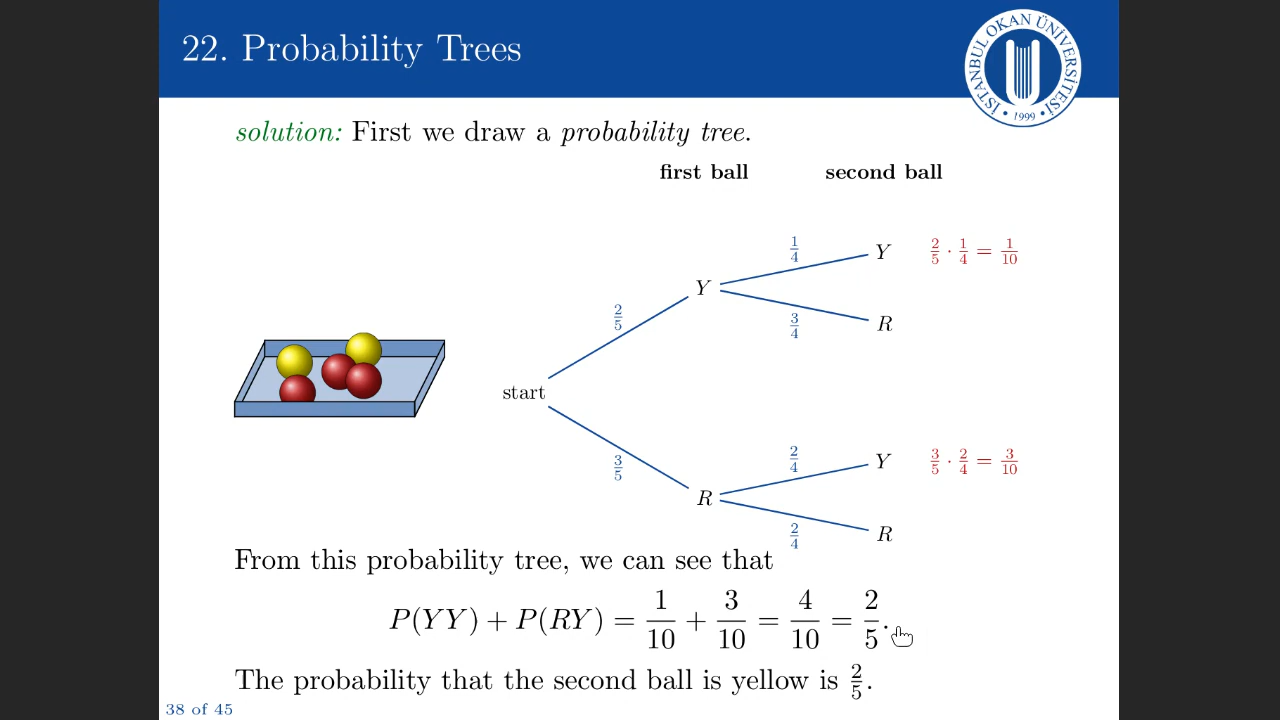 22. Probability Trees
İSTANBUL OKAN ÜNİVERSİTESİ
• 1999 •
solution: First we draw a probability tree.
first ball second ball
1/4 Y 2/5 · 1/4 = 1/10
Y
2/5
3/4 R
start
3/5
2/4 Y 3/5 · 2/4 = 3/10
R
2/4 R
From this probability tree, we can see that
P(YY) + P(RY) = 1/10 + 3/10 = 4/10 = 2/5.
The probability that the second ball is yellow is 2/5.
38 of 45